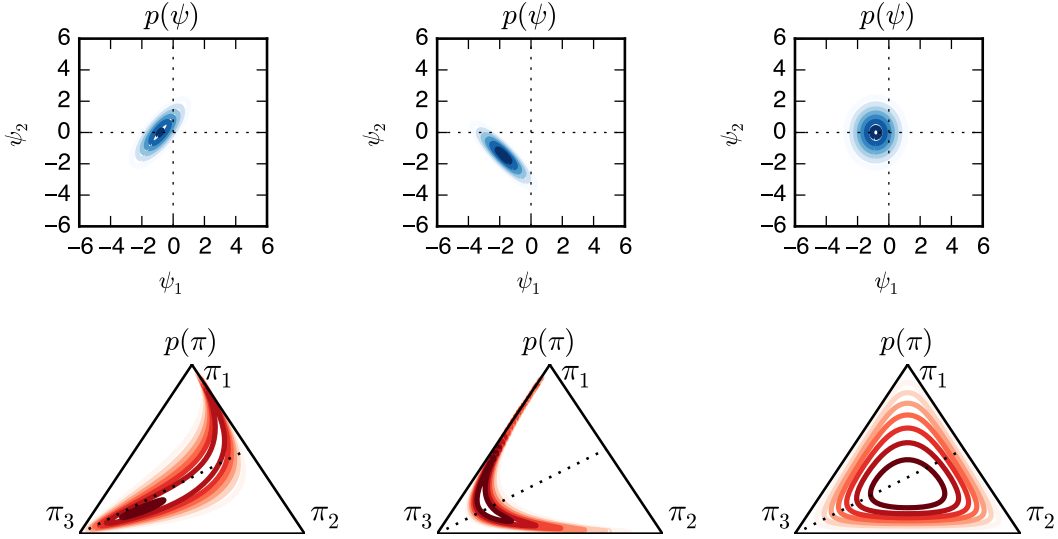 p(ψ) p(ψ) p(ψ)
6 6 6
4 4 4
2 2 2
ψ₂ 0 ψ₂ 0 ψ₂ 0
−2 −2 −2
−4 −4 −4
−6 −6 −6
−6 −4 −2 0 2 4 6 −6 −4 −2 0 2 4 6 −6 −4 −2 0 2 4 6
ψ₁ ψ₁ ψ₁
p(π) p(π) p(π)
π₁ π₁ π₁
π₃ π₂ π₃ π₂ π₃ π₂